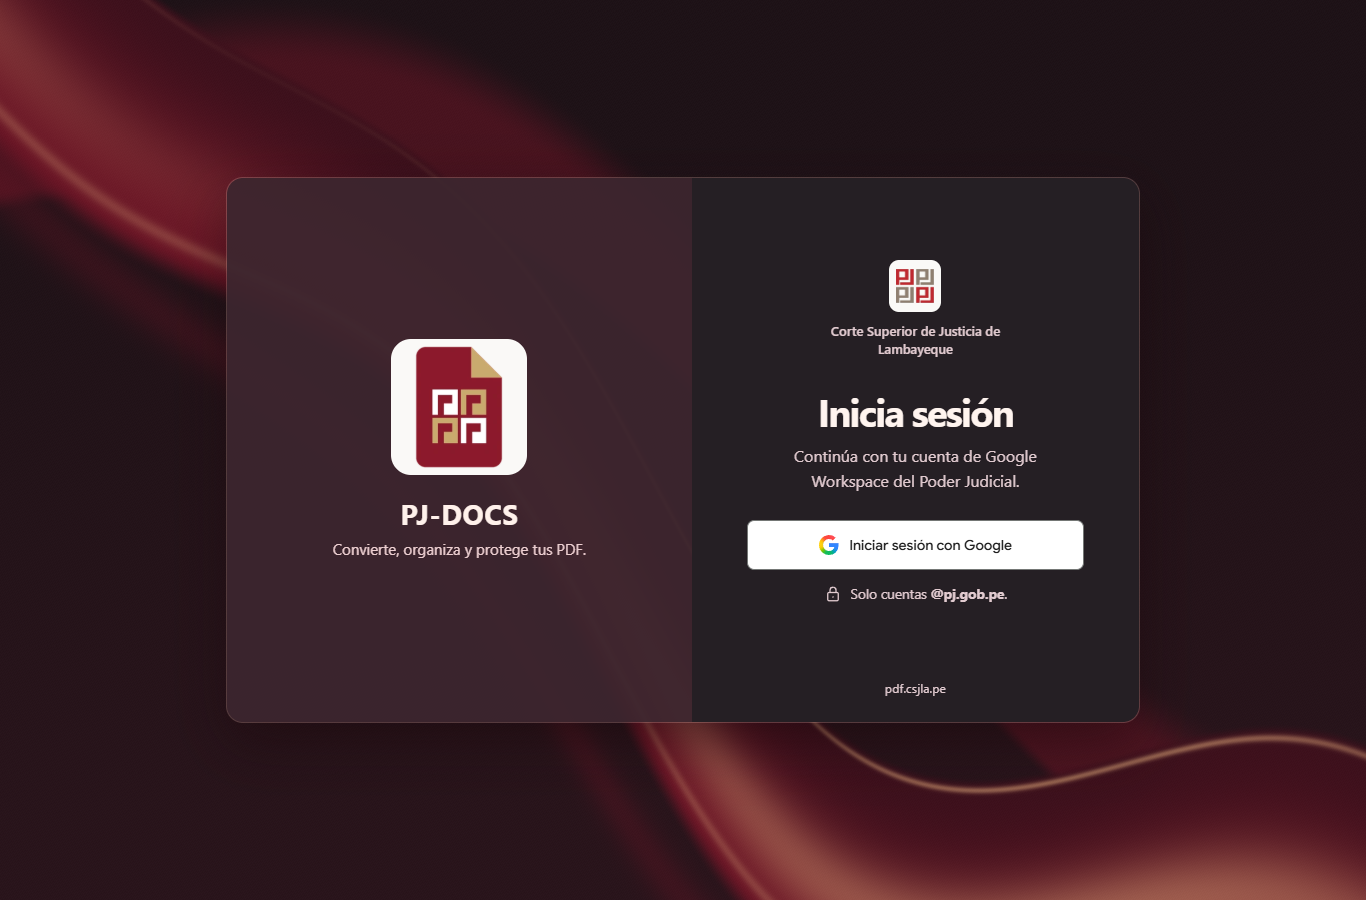 PJ-DOCS
Convierte, organiza y protege tus PDF.
Corte Superior de Justicia de
Lambayeque
Inicia sesión
Continúa con tu cuenta de Google
Workspace del Poder Judicial.
Iniciar sesión con Google
Solo cuentas @pj.gob.pe.
pdf.csjla.pe